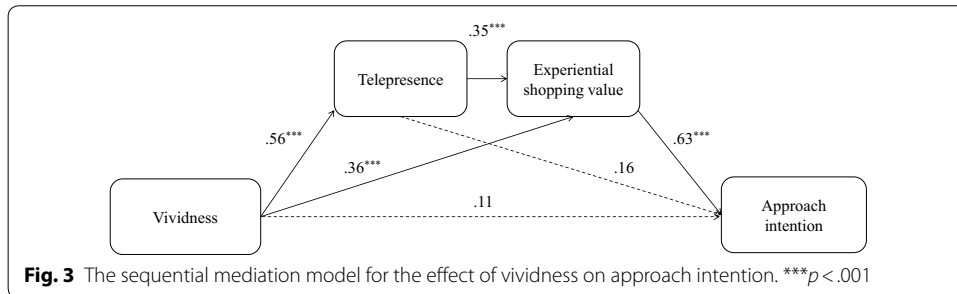 .35***
Telepresence
Experiential
shopping value
.56***
.36***
.63***
.16
Vividness
.11
Approach
intention
Fig. 3 The sequential mediation model for the effect of vividness on approach intention. ***p < .001